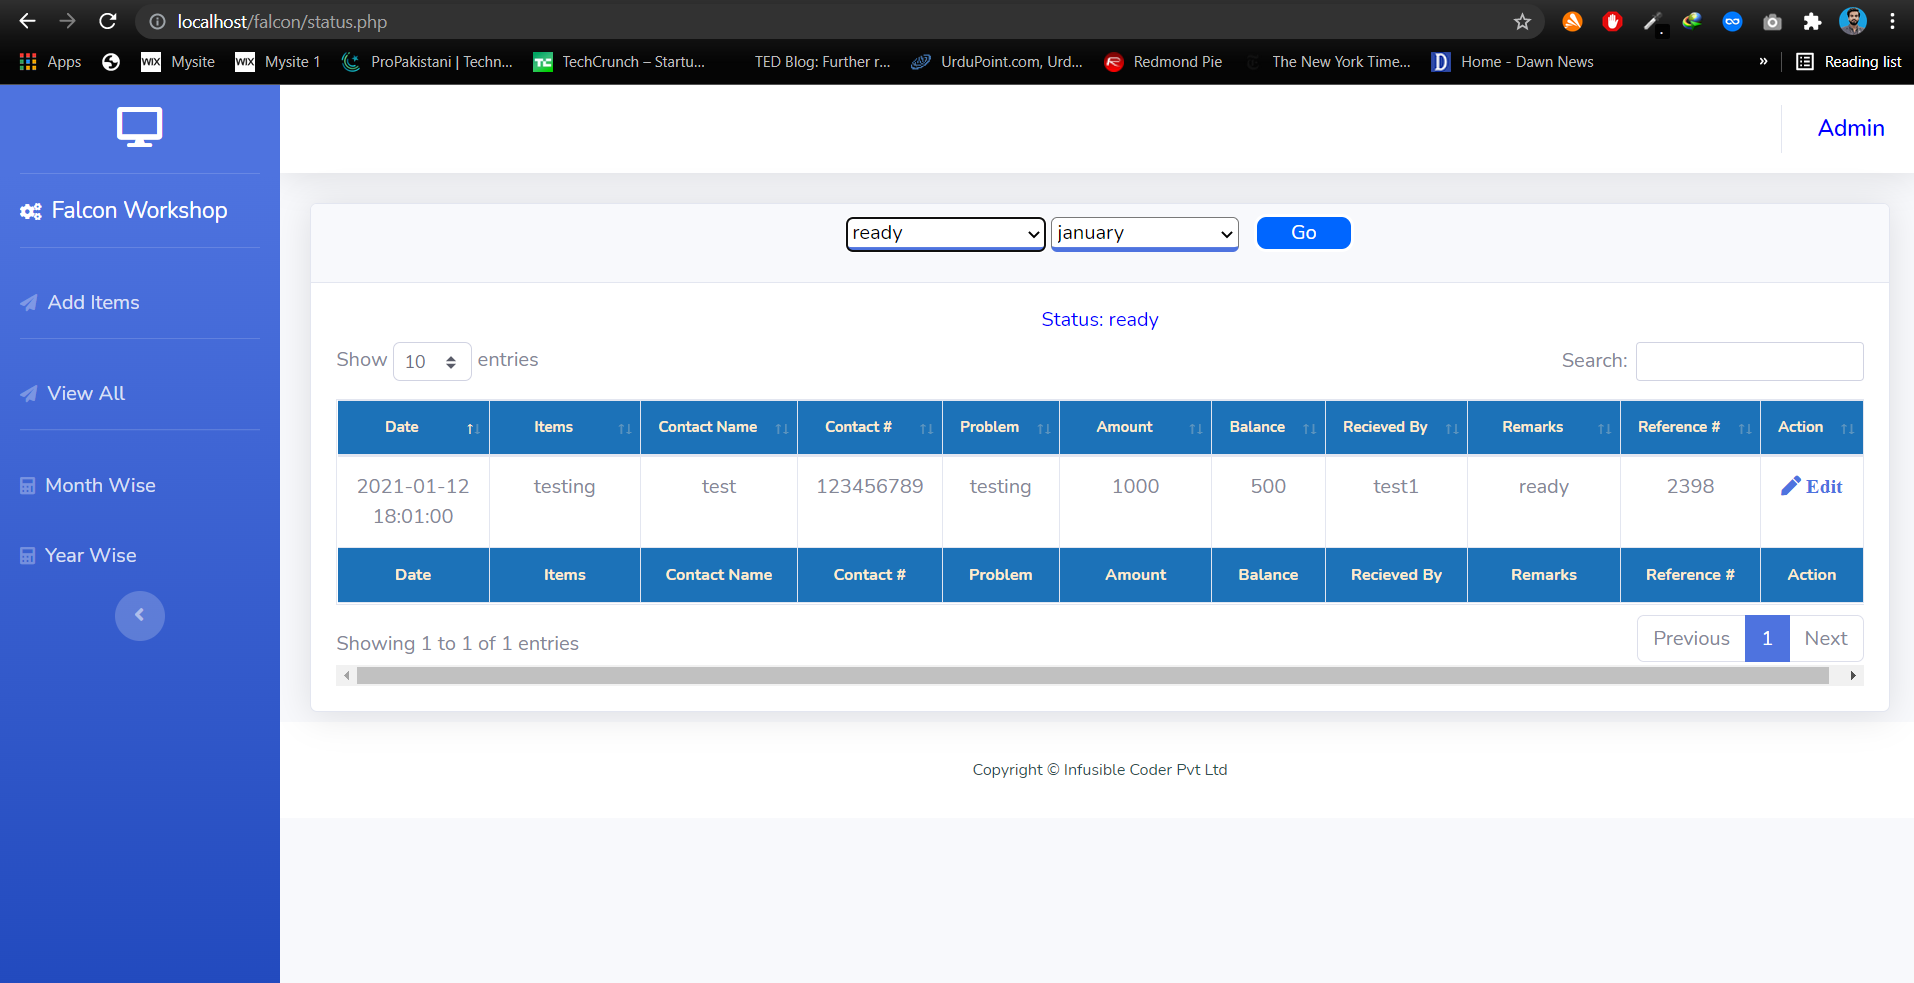 localhost/falcon/status.php
Apps Mysite Mysite 1 ProPakistani | Techn... TechCrunch – Startu... TED Blog: Further r... UrduPoint.com, Urd... Redmond Pie The New York Time... Home - Dawn News » Reading list
WIX WIX TC D
Admin
Falcon Workshop
Add Items
View All
Month Wise
Year Wise
ready january Go
Status: ready
Show 10 entries Search:
Date Items Contact Name Contact # Problem Amount Balance Recieved By Remarks Reference # Action
2021-01-12 testing test 123456789 testing 1000 500 test1 ready 2398 Edit
18:01:00
Date Items Contact Name Contact # Problem Amount Balance Recieved By Remarks Reference # Action
Showing 1 to 1 of 1 entries Previous 1 Next
Copyright © Infusible Coder Pvt Ltd